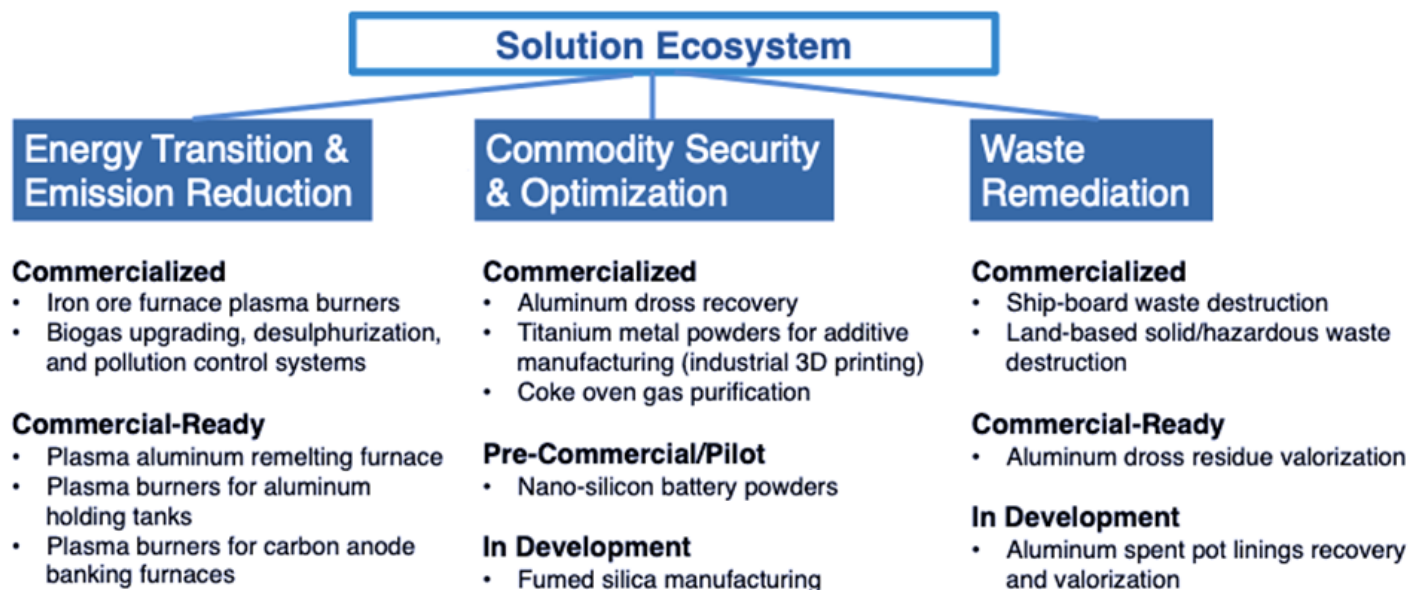 Solution Ecosystem
Energy Transition &
Emission Reduction
Commercialized
• Iron ore furnace plasma burners
• Biogas upgrading, desulphurization,
and pollution control systems
Commercial-Ready
• Plasma aluminum remelting furnace
• Plasma burners for aluminum
holding tanks
• Plasma burners for carbon anode
banking furnaces
Commodity Security
& Optimization
Commercialized
• Aluminum dross recovery
• Titanium metal powders for additive
manufacturing (industrial 3D printing)
• Coke oven gas purification
Pre-Commercial/Pilot
• Nano-silicon battery powders
In Development
• Fumed silica manufacturing
Waste
Remediation
Commercialized
• Ship-board waste destruction
• Land-based solid/hazardous waste
destruction
Commercial-Ready
• Aluminum dross residue valorization
In Development
• Aluminum spent pot linings recovery
and valorization